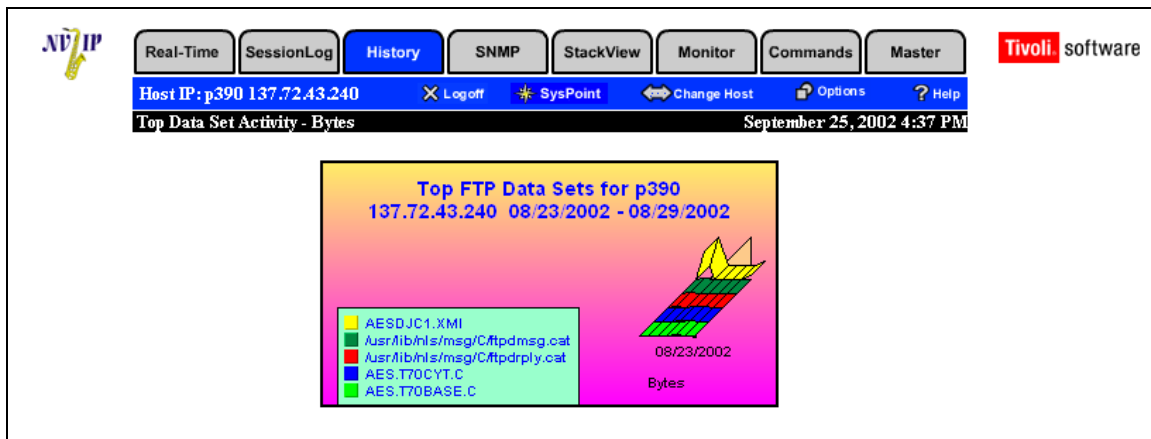 NV IP
Real-Time SessionLog History SNMP StackView Monitor Commands Master
Tivoli. software
Host IP: p390 137.72.43.240 Logoff SysPoint Change Host Options ? Help
Top Data Set Activity - Bytes September 25, 2002 4:37 PM
Top FTP Data Sets for p390
137.72.43.240 08/23/2002 - 08/29/2002
AESDJC1.XMI
/usr/lib/nls/msg/C/ftpdmsg.cat
/usr/lib/nls/msg/C/ftpdrply.cat
AES.T70CYT.C
AES.T70BASE.C
08/23/2002
Bytes